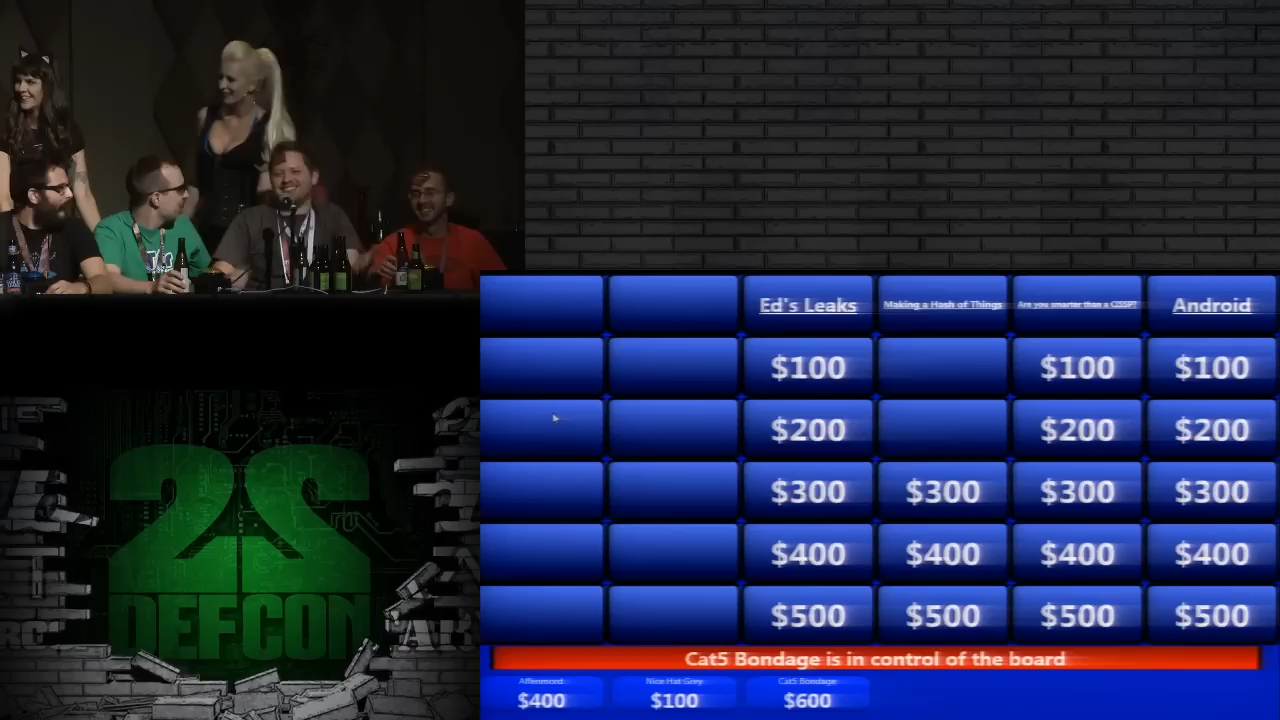 Ed's Leaks
Making a Hash of Things
Are you smarter than a CISSP?
Android
$100
$100
$100
$200
$200
$200
$300
$300
$300
$300
$400
$400
$400
$400
$500
$500
$500
$500
Cat5 Bondage is in control of the board
Nice Hat Grey
Cat5 Bondage
$400
$100
$600
22
DEFCON